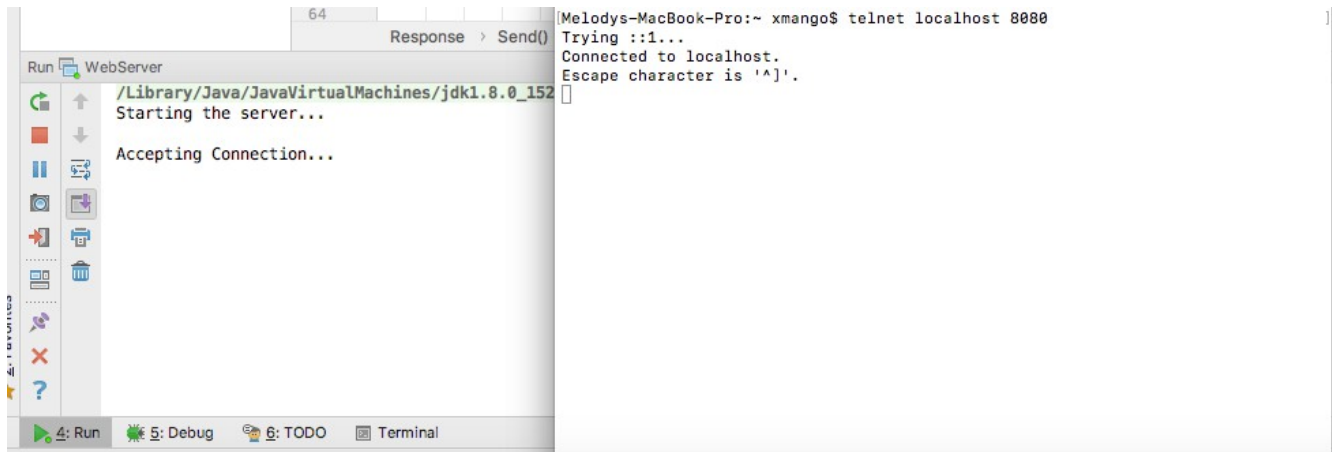 64
Response › Send()
Run WebServer
/Library/Java/JavaVirtualMachines/jdk1.8.0_152
Starting the server...
Accepting Connection...
4: Run 5: Debug 6: TODO Terminal
[Melodys-MacBook-Pro:~ xmango$ telnet localhost 8080 ]
Trying ::1...
Connected to localhost.
Escape character is '^]'.